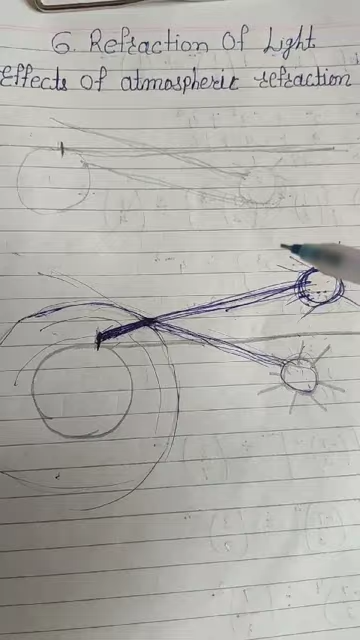 6. Refraction Of Light
Effects of atmospheric refraction